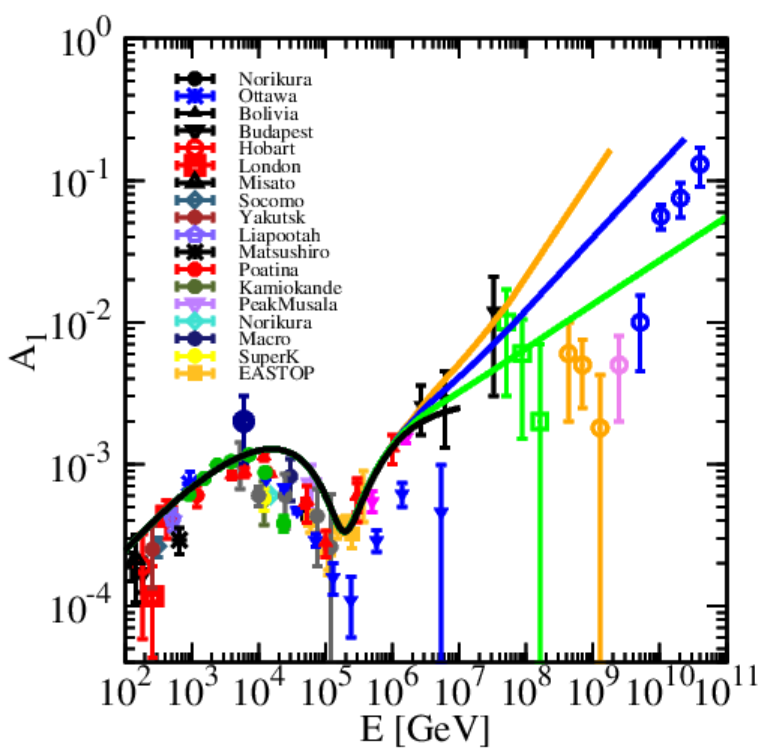 10^0
10^-1
10^-2
10^-3
10^-4
A_1
Norikura
Ottawa
Bolivia
Budapest
Hobart
London
Misato
Socomo
Yakutsk
Liapootah
Matsushiro
Poatina
Kamiokande
PeakMusala
Norikura
Macro
SuperK
EASTOP
10^2 10^3 10^4 10^5 10^6 10^7 10^8 10^9 10^10 10^11
E [GeV]